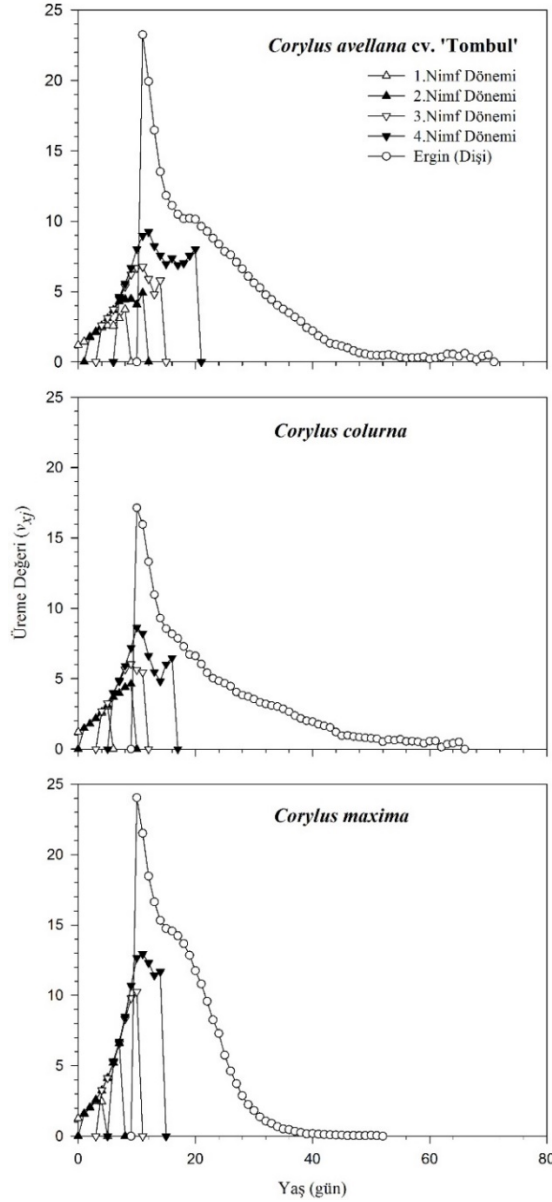 25
Corylus avellana cv. 'Tombul'
1.Nimf Dönemi
2.Nimf Dönemi
3.Nimf Dönemi
4.Nimf Dönemi
Ergin (Dişi)
20
15
10
5
0
25
Corylus colurna
20
15
10
5
0
Üreme Değeri (vxj)
25
Corylus maxima
20
15
10
5
0
0 20 40 60 80
Yaş (gün)